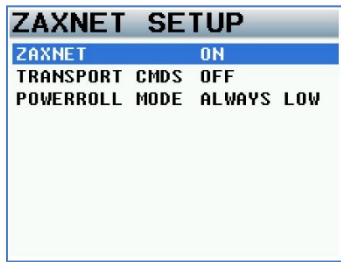 ZAXNET SETUP
ZAXNET ON
TRANSPORT CMDS OFF
POWERROLL MODE ALWAYS LOW